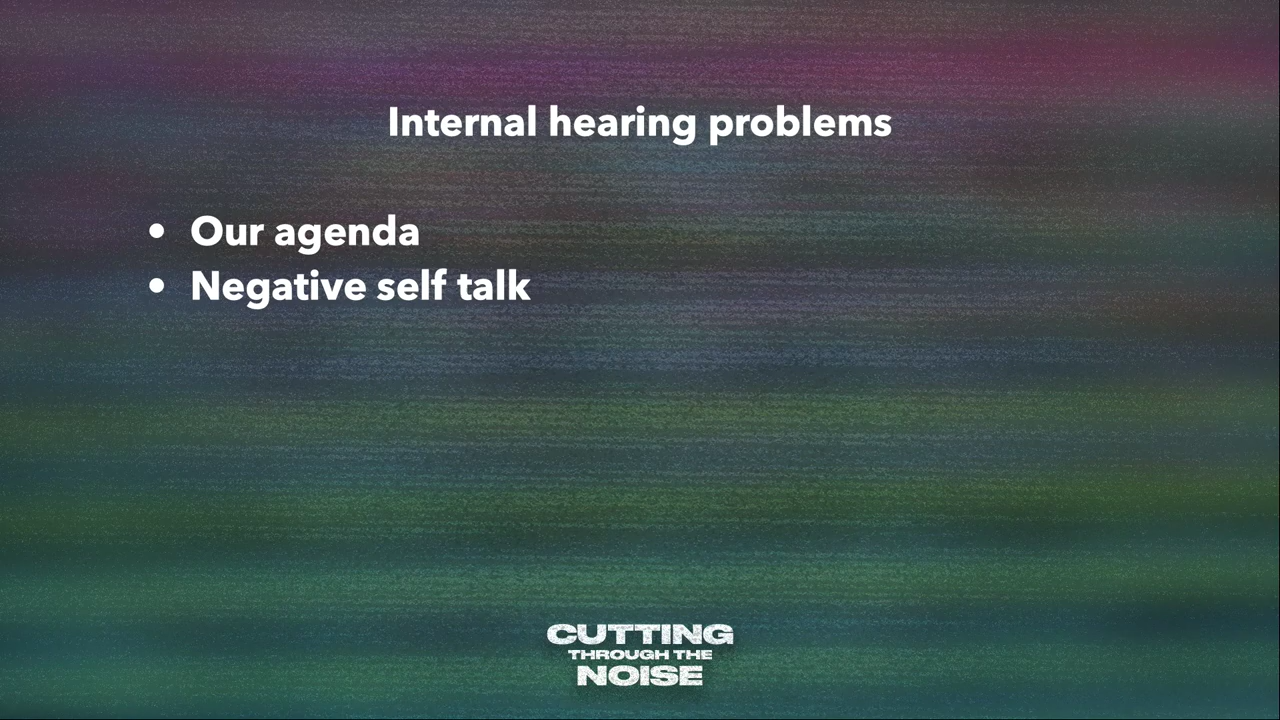 Internal hearing problems
• Our agenda
• Negative self talk
CUTTING
THROUGH THE
NOISE